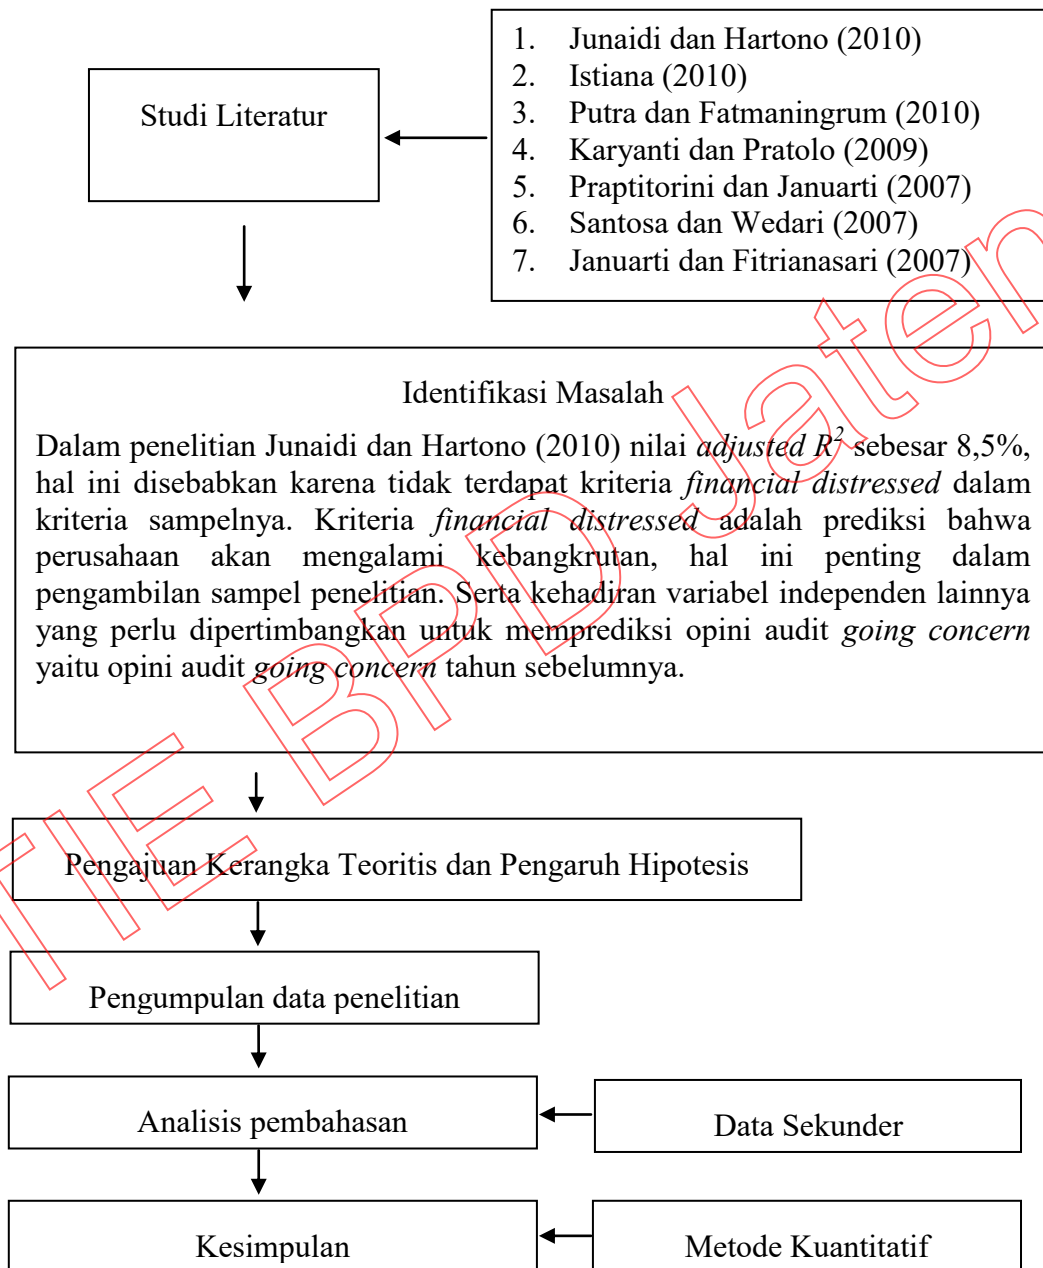 Studi Literatur
1. Junaidi dan Hartono (2010)
2. Istiana (2010)
3. Putra dan Fatmaningrum (2010)
4. Karyanti dan Pratolo (2009)
5. Praptitorini dan Januarti (2007)
6. Santosa dan Wedari (2007)
7. Januarti dan Fitrianasari (2007)
Identifikasi Masalah
Dalam penelitian Junaidi dan Hartono (2010) nilai adjusted R² sebesar 8,5%,
hal ini disebabkan karena tidak terdapat kriteria financial distressed dalam
kriteria sampelnya. Kriteria financial distressed adalah prediksi bahwa
perusahaan akan mengalami kebangkrutan, hal ini penting dalam
pengambilan sampel penelitian. Serta kehadiran variabel independen lainnya
yang perlu dipertimbangkan untuk memprediksi opini audit going concern
yaitu opini audit going concern tahun sebelumnya.
Pengajuan Kerangka Teoritis dan Pengaruh Hipotesis
Pengumpulan data penelitian
Analisis pembahasan
Data Sekunder
Kesimpulan
Metode Kuantitatif
TIE BPD Jaten